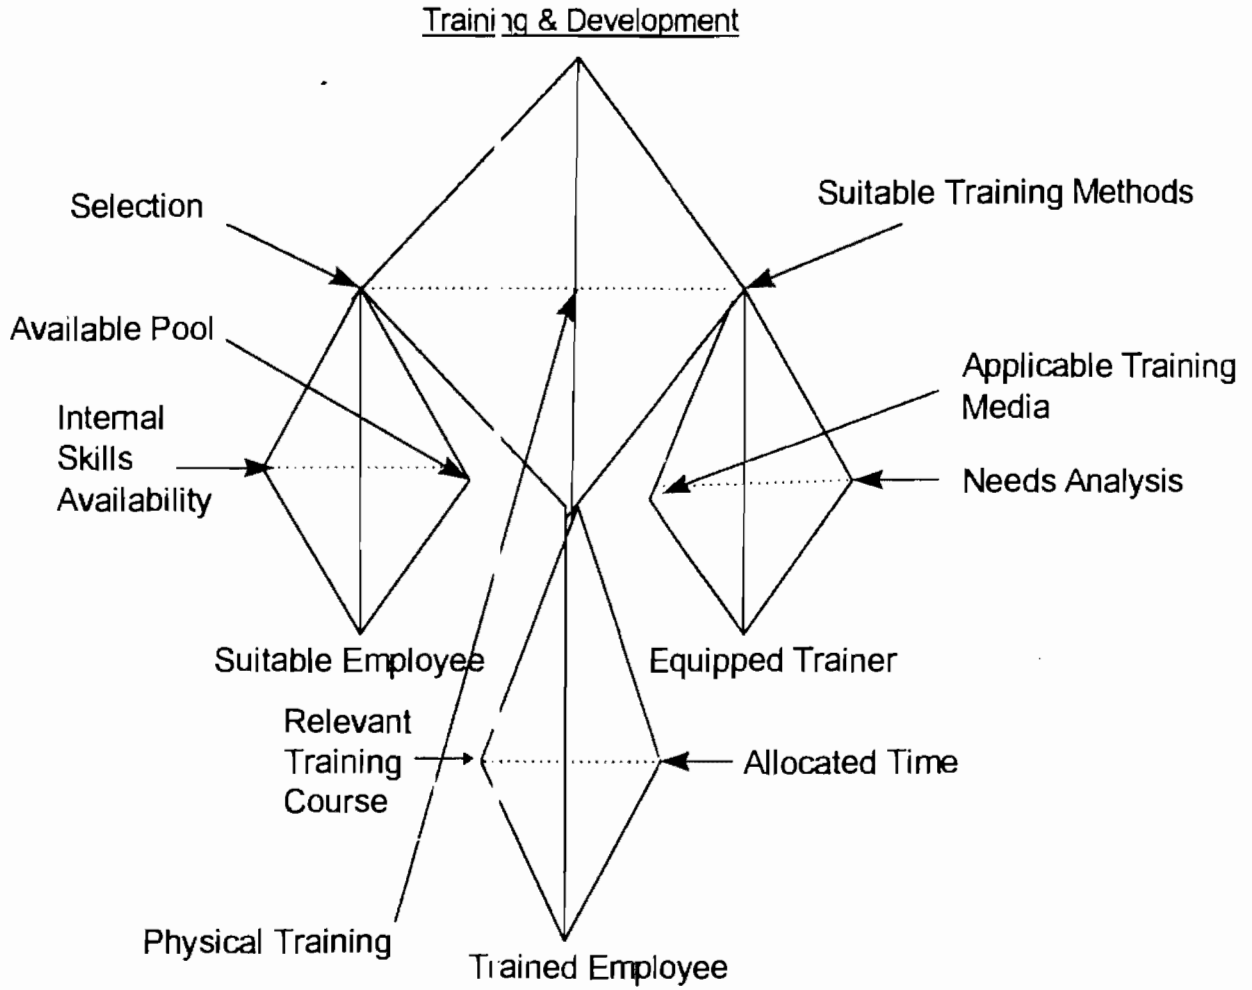 Training & Development
Selection
Suitable Training Methods
Available Pool
Applicable Training
Media
Internal
Skills
Availability
Needs Analysis
Suitable Employee
Equipped Trainer
Relevant
Training
Course
Allocated Time
Physical Training
Trained Employee